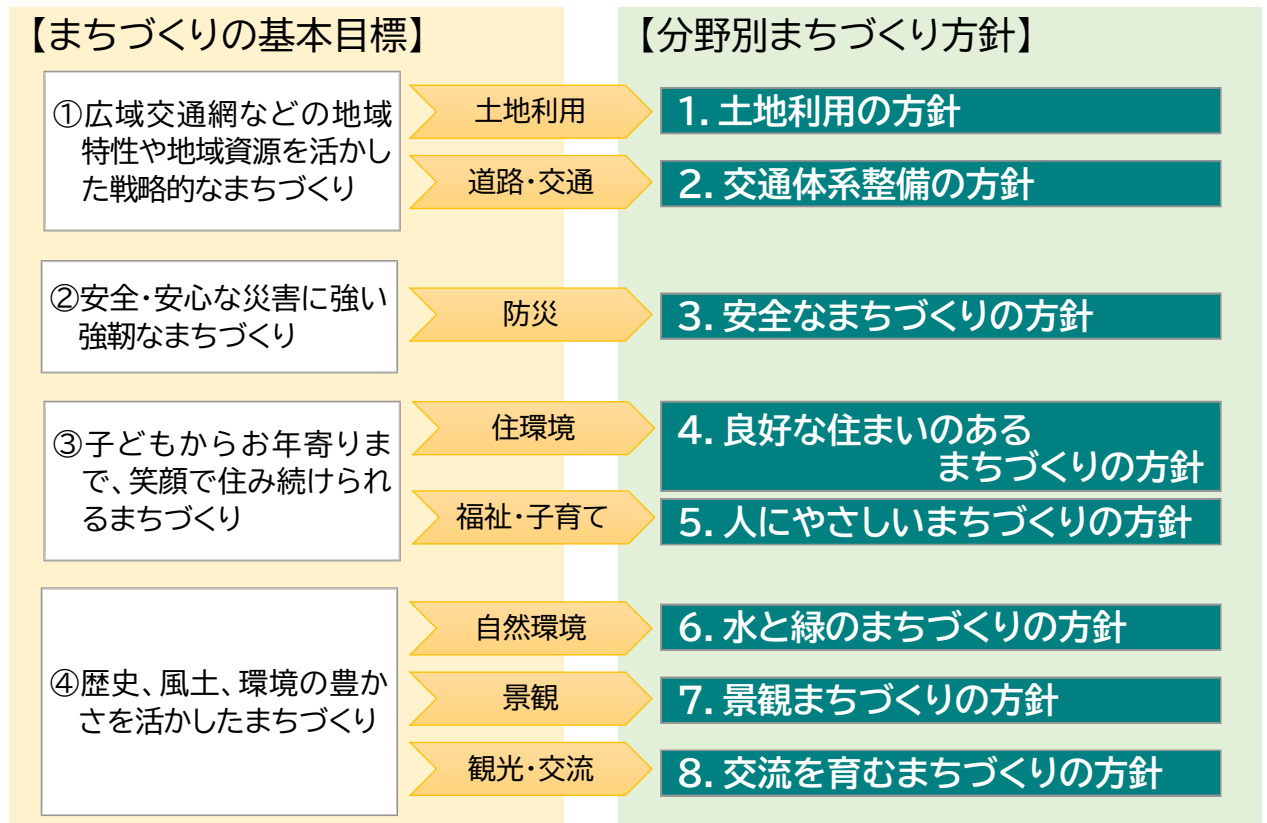 【まちづくりの基本目標】
【分野別まちづくり方針】
①広域交通網などの地域
特性や地域資源を活かし
た戦略的なまちづくり
土地利用
1. 土地利用の方針
道路・交通
2. 交通体系整備の方針
②安全・安心な災害に強い
強靭なまちづくり
防災
3. 安全なまちづくりの方針
③子どもからお年寄りま
で、笑顔で住み続けられ
るまちづくり
住環境
4. 良好な住まいのある
まちづくりの方針
福祉・子育て
5. 人にやさしいまちづくりの方針
④歴史、風土、環境の豊か
さを活かしたまちづくり
自然環境
6. 水と緑のまちづくりの方針
景観
7. 景観まちづくりの方針
観光・交流
8. 交流を育むまちづくりの方針